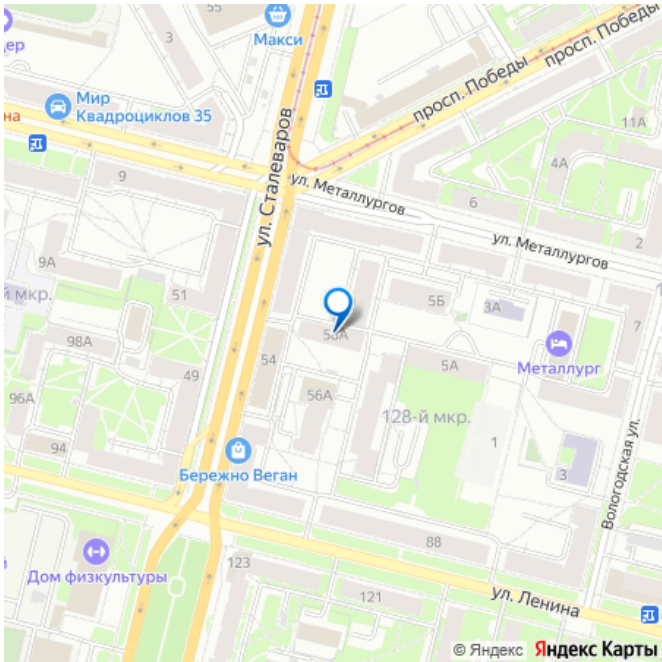 3
55
Макси
просп. Победы
просп. Победы
дер
Мир
Квадроциклов 35
на
ул. Сталеваров
11А
4А
9
ул. Металлургов
6
ул. Металлургов
2
9А
й мкр.
51
5Б
3А
7
58А
98А
49
54
5А
Металлург
96А
56А
128-й мкр.
94
1
Бережно Веган
3
Вологодская ул.
88
й
Дом физкультуры
123
121
ул. Ленина
© Яндекс Яндекс Карты